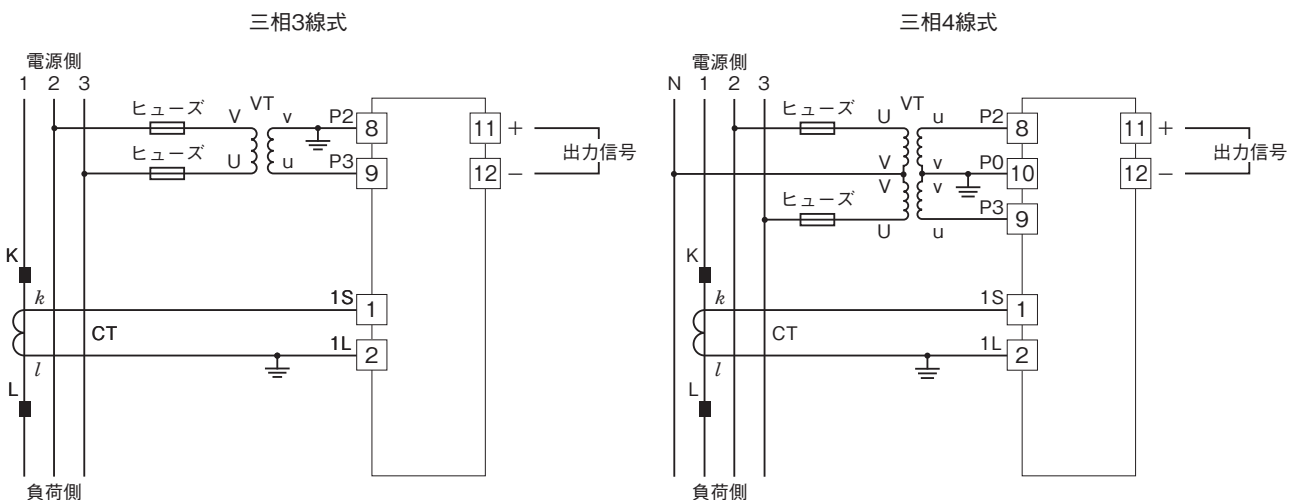 三相3線式
電源側
1 2 3
ヒューズ V VT v P2 8 11 +
出力信号
ヒューズ U u P3 9 12 −
K
k 1S 1
CT
l 1L 2
L
負荷側
三相4線式
電源側
N 1 2 3
ヒューズ U VT u P2 8 11 +
出力信号
V v P0 10 12 −
V v
ヒューズ U u P3 9
K
k 1S 1
CT
l 1L 2
L
負荷側